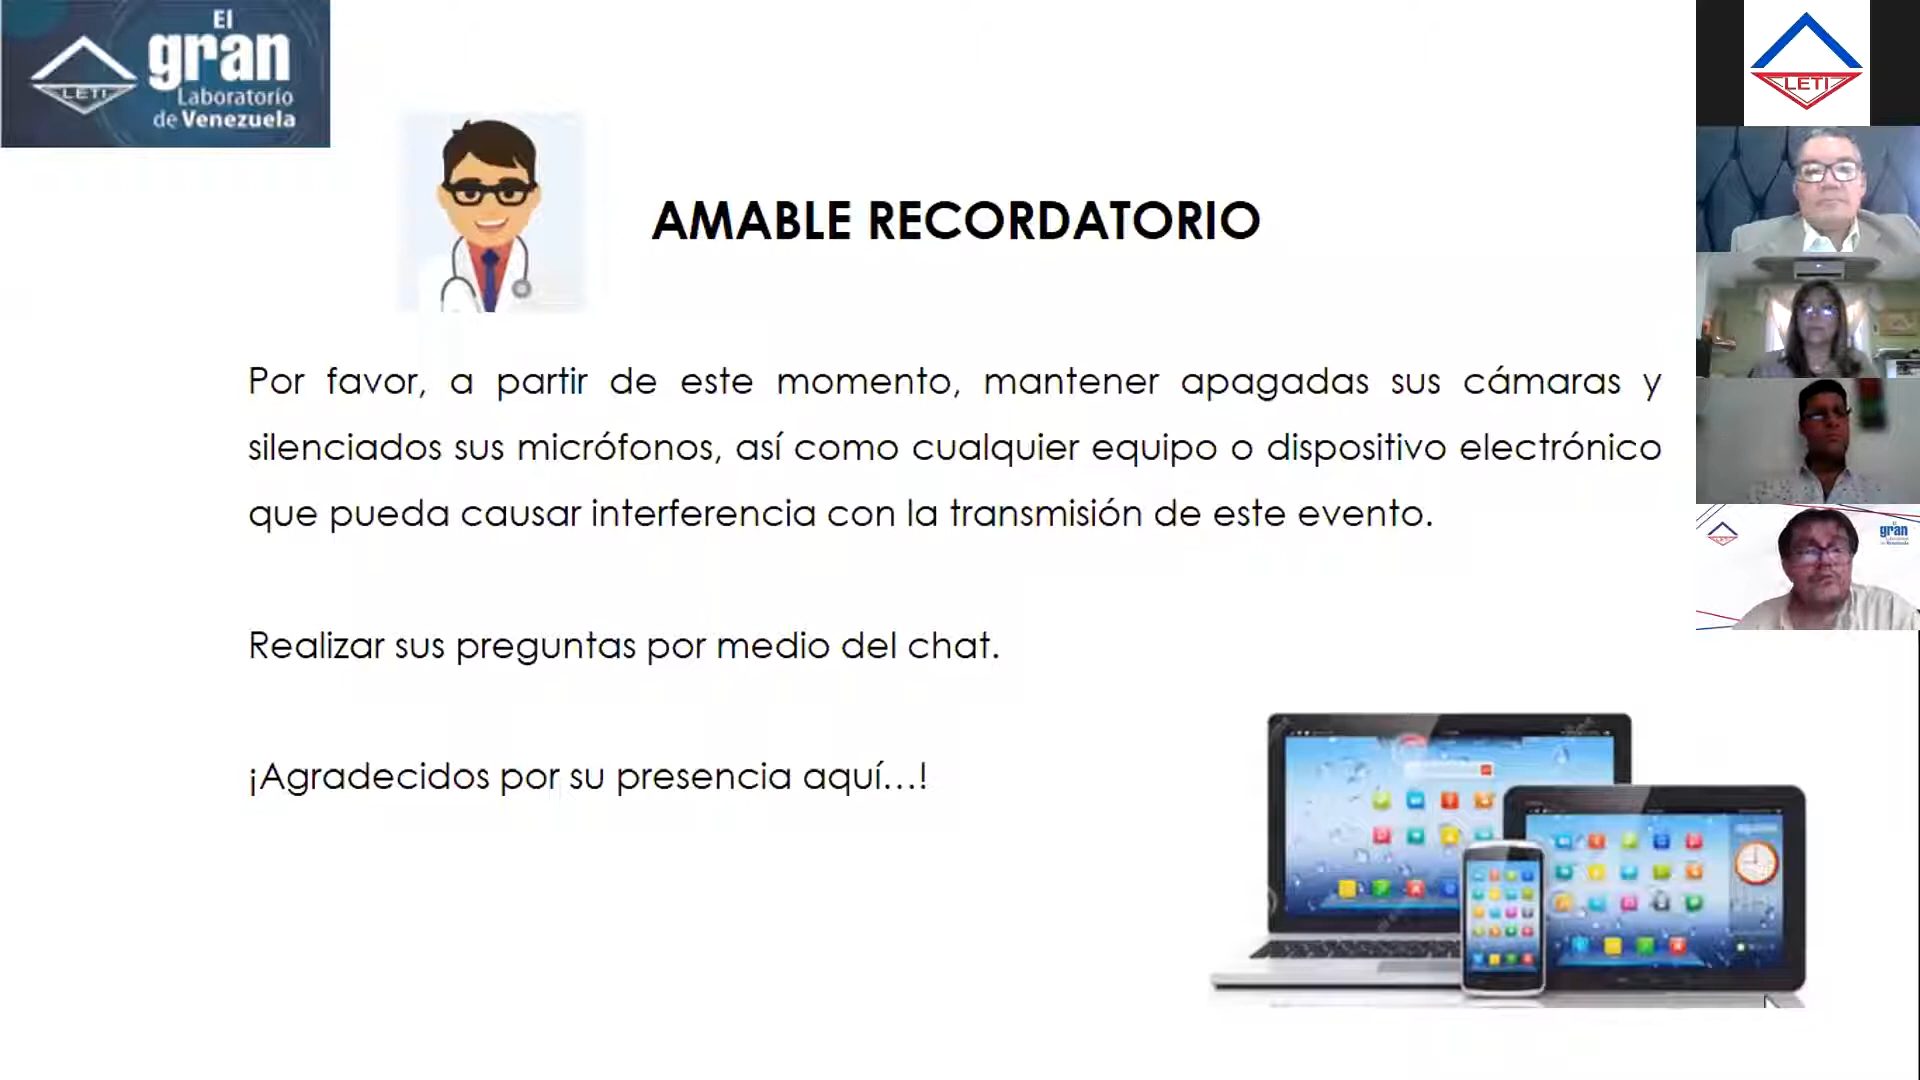 El
gran
Laboratorio
de Venezuela
LETI
LETI
AMABLE RECORDATORIO
Por favor, a partir de este momento, mantener apagadas sus cámaras y
silenciados sus micrófonos, así como cualquier equipo o dispositivo electrónico
que pueda causar interferencia con la transmisión de este evento.
Realizar sus preguntas por medio del chat.
¡Agradecidos por su presencia aquí...!
El
gran